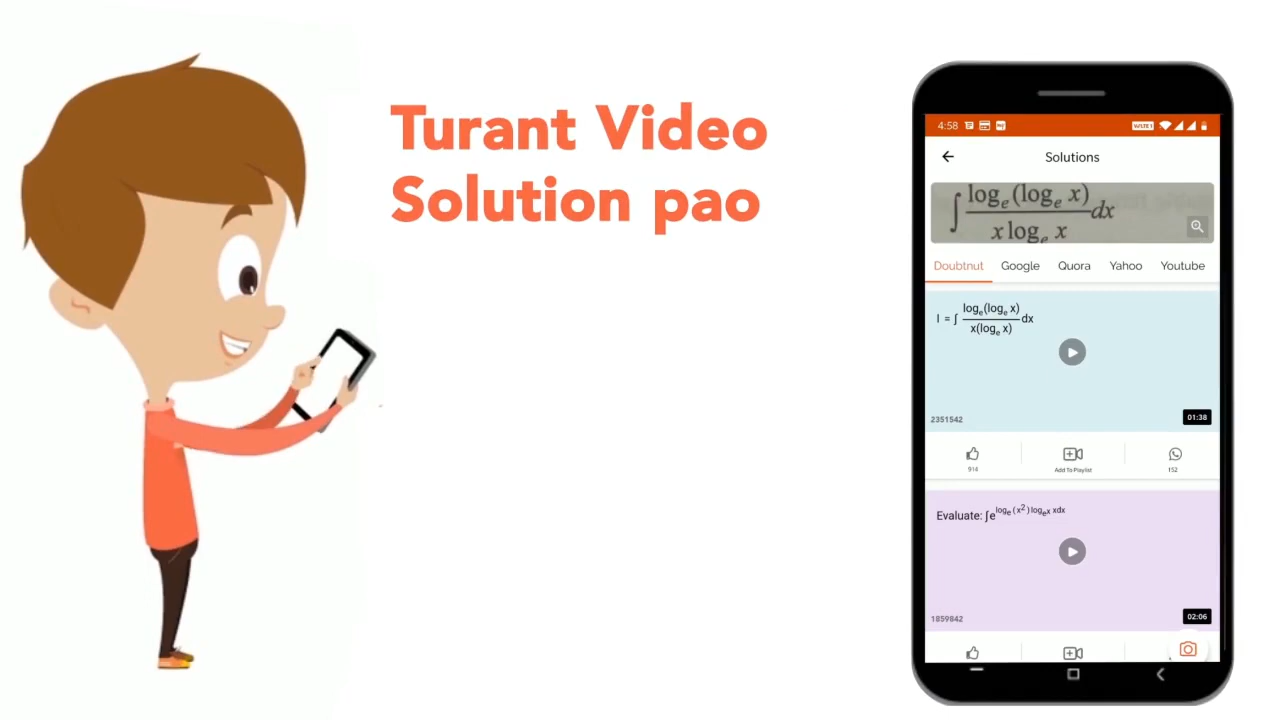 Turant Video
Solution pao
4:58
VoLTE1
Solutions
∫ logₑ(logₑ x) / x logₑ x dx
Doubtnut Google Quora Yahoo Youtube
I = ∫ logₑ(logₑ x) / x(logₑ x) dx
2351542 01:38
914 Add To Playlist 152
Evaluate: ∫e^logₑ(x²)logₑx xdx
1859842 02:06